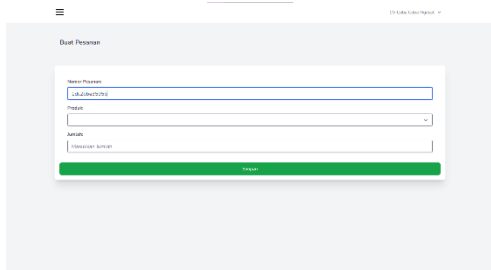 Buat Pesanan
Nomor Pesanan
Produk
Jumlah
Masukkan Jumlah
Simpan